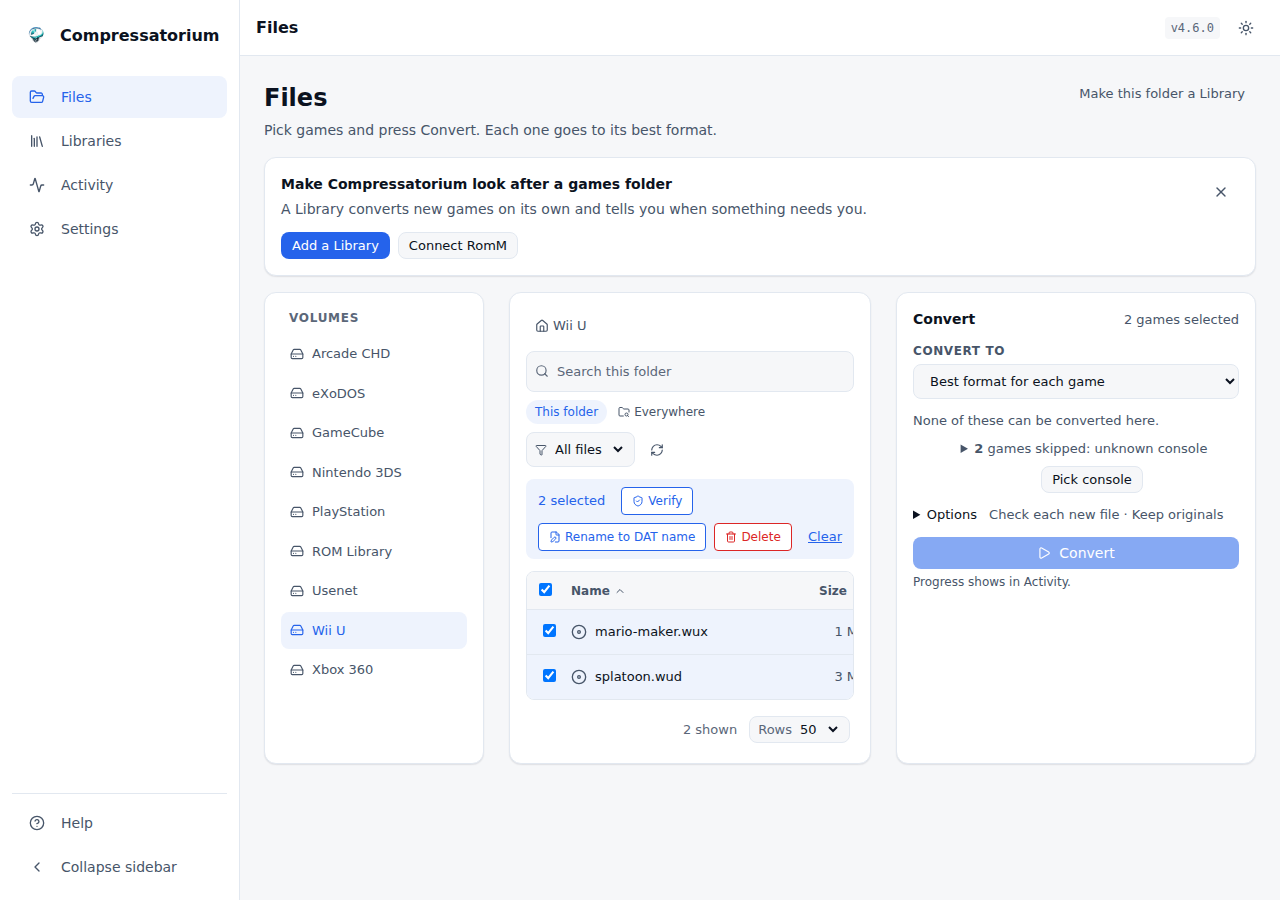 Compressatorium
Files
Libraries
Activity
Settings
Help
Collapse sidebar
Files
v4.6.0
Files
Make this folder a Library
Pick games and press Convert. Each one goes to its best format.
Make Compressatorium look after a games folder
A Library converts new games on its own and tells you when something needs you.
Add a Library
Connect RomM
VOLUMES
Arcade CHD
eXoDOS
GameCube
Nintendo 3DS
PlayStation
ROM Library
Usenet
Wii U
Xbox 360
Wii U
Search this folder
This folder
Everywhere
All files
2 selected
Verify
Rename to DAT name
Delete
Clear
Name
Size
mario-maker.wux
1 M
splatoon.wud
3 M
2 shown
Rows 50
Convert
2 games selected
CONVERT TO
Best format for each game
None of these can be converted here.
2 games skipped: unknown console
Pick console
Options
Check each new file · Keep originals
Convert
Progress shows in Activity.